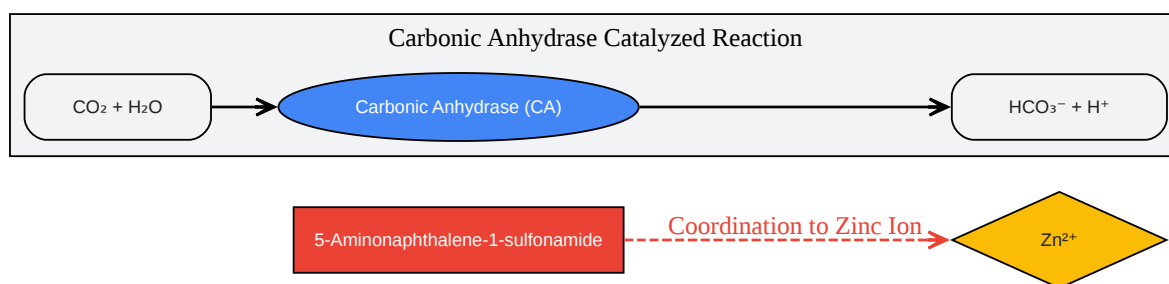 Carbonic Anhydrase Catalyzed Reaction
CO₂ + H₂O
Carbonic Anhydrase (CA)
HCO₃⁻ + H⁺
5-Aminonaphthalene-1-sulfonamide
Coordination to Zinc Ion
Zn²⁺